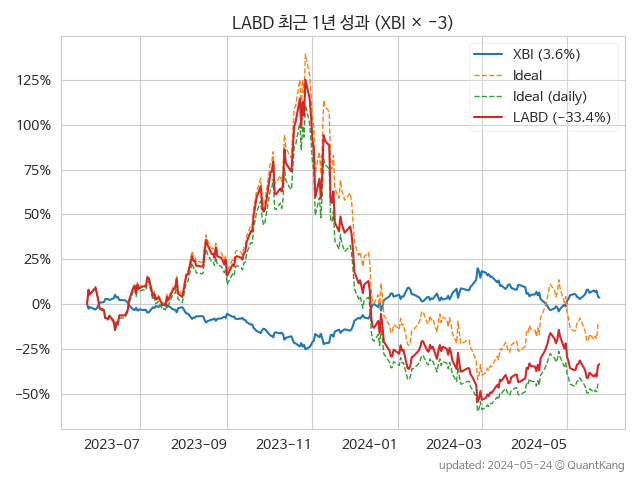 LABD 최근 1년 성과 (XBI × −3)
XBI (3.6%)
Ideal
Ideal (daily)
LABD (−33.4%)
125%
100%
75%
50%
25%
0%
−25%
−50%
2023-07
2023-09
2023-11
2024-01
2024-03
2024-05
updated: 2024-05-24 © QuantKang